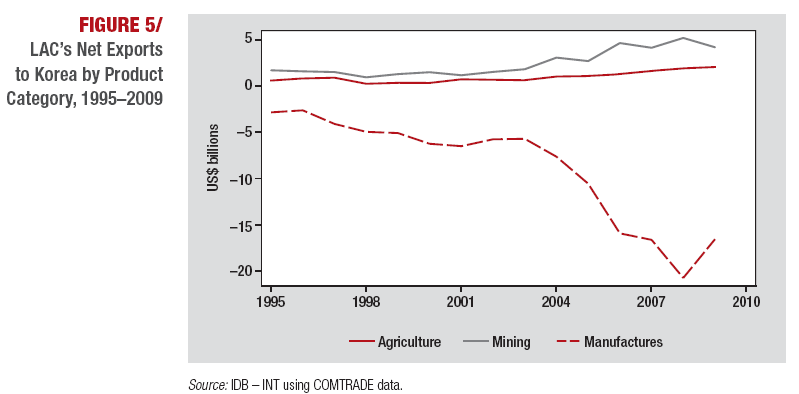 FIGURE 5/
LAC’s Net Exports
to Korea by Product
Category, 1995–2009
US$ billions
5
0
–5
–10
–15
–20
1995 1998 2001 2004 2007 2010
Agriculture Mining Manufactures
Source: IDB – INT using COMTRADE data.